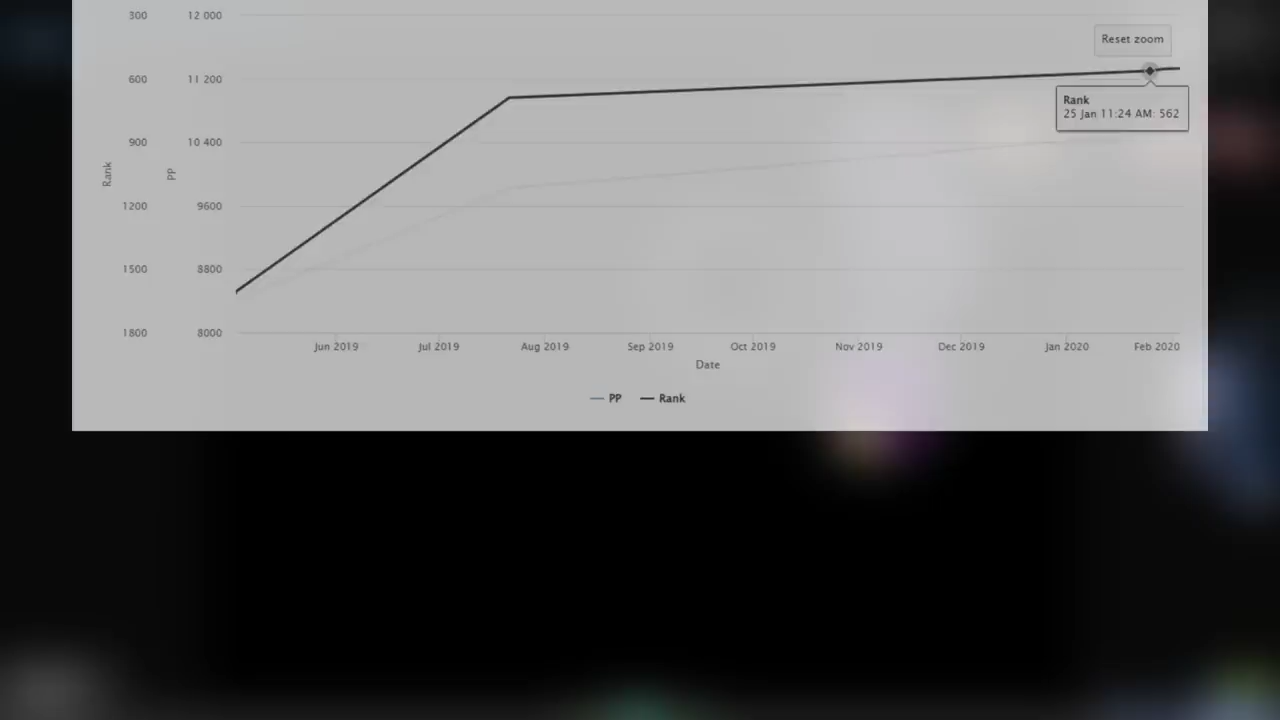 300 12 000
Reset zoom
600 11 200
Rank
25 Jan 11:24 AM: 562
900 10 400
Rank PP
1200 9600
1500 8800
1800 8000
Jun 2019 Jul 2019 Aug 2019 Sep 2019 Oct 2019 Nov 2019 Dec 2019 Jan 2020 Feb 2020
Date
PP Rank